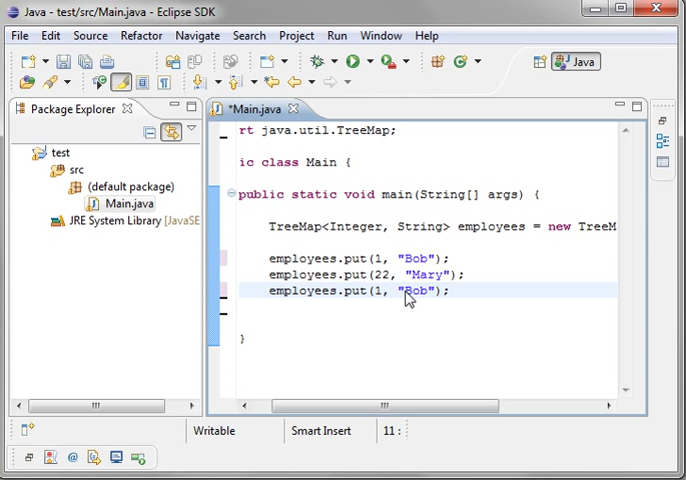 Java - test/src/Main.java - Eclipse SDK
File Edit Source Refactor Navigate Search Project Run Window Help
Java
Package Explorer
*Main.java
test
src
(default package)
Main.java
JRE System Library [JavaSE
rt java.util.TreeMap;
ic class Main {
public static void main(String[] args) {
TreeMap<Integer, String> employees = new TreeM
employees.put(1, "Bob");
employees.put(22, "Mary");
employees.put(1, "Bob");
}
Writable Smart Insert 11 :